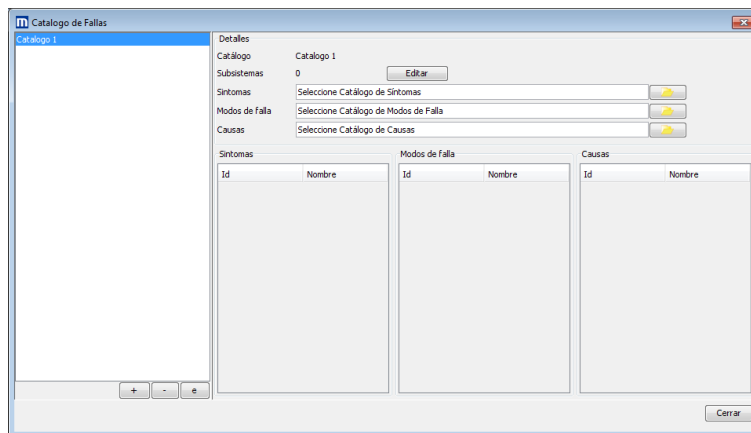 m Catalogo de Fallas
Catalogo 1
Detalles
Catálogo Catalogo 1
Subsistemas 0 Editar
Sintomas Seleccione Catálogo de Síntomas
Modos de falla Seleccione Catálogo de Modos de Falla
Causas Seleccione Catálogo de Causas
Sintomas Modos de falla Causas
Id Nombre Id Nombre Id Nombre
+ - e
Cerrar